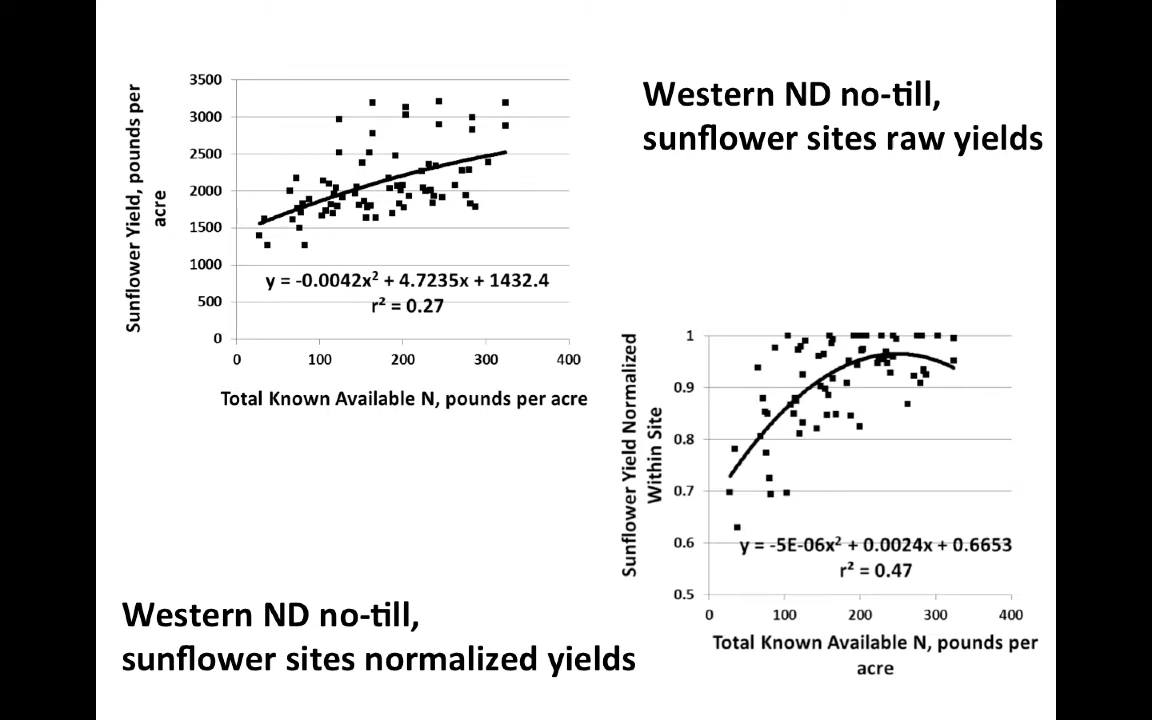 Western ND no-till,
sunflower sites raw yields
Sunflower Yield, pounds per
acre
3500
3000
2500
2000
1500
1000
500
0
0 100 200 300 400
y = -0.0042x² + 4.7235x + 1432.4
r² = 0.27
Total Known Available N, pounds per acre
Sunflower Yield Normalized
Within Site
1
0.9
0.8
0.7
0.6
0.5
0 100 200 300 400
y = -5E-06x² + 0.0024x + 0.6653
r² = 0.47
Total Known Available N, pounds per
acre
Western ND no-till,
sunflower sites normalized yields